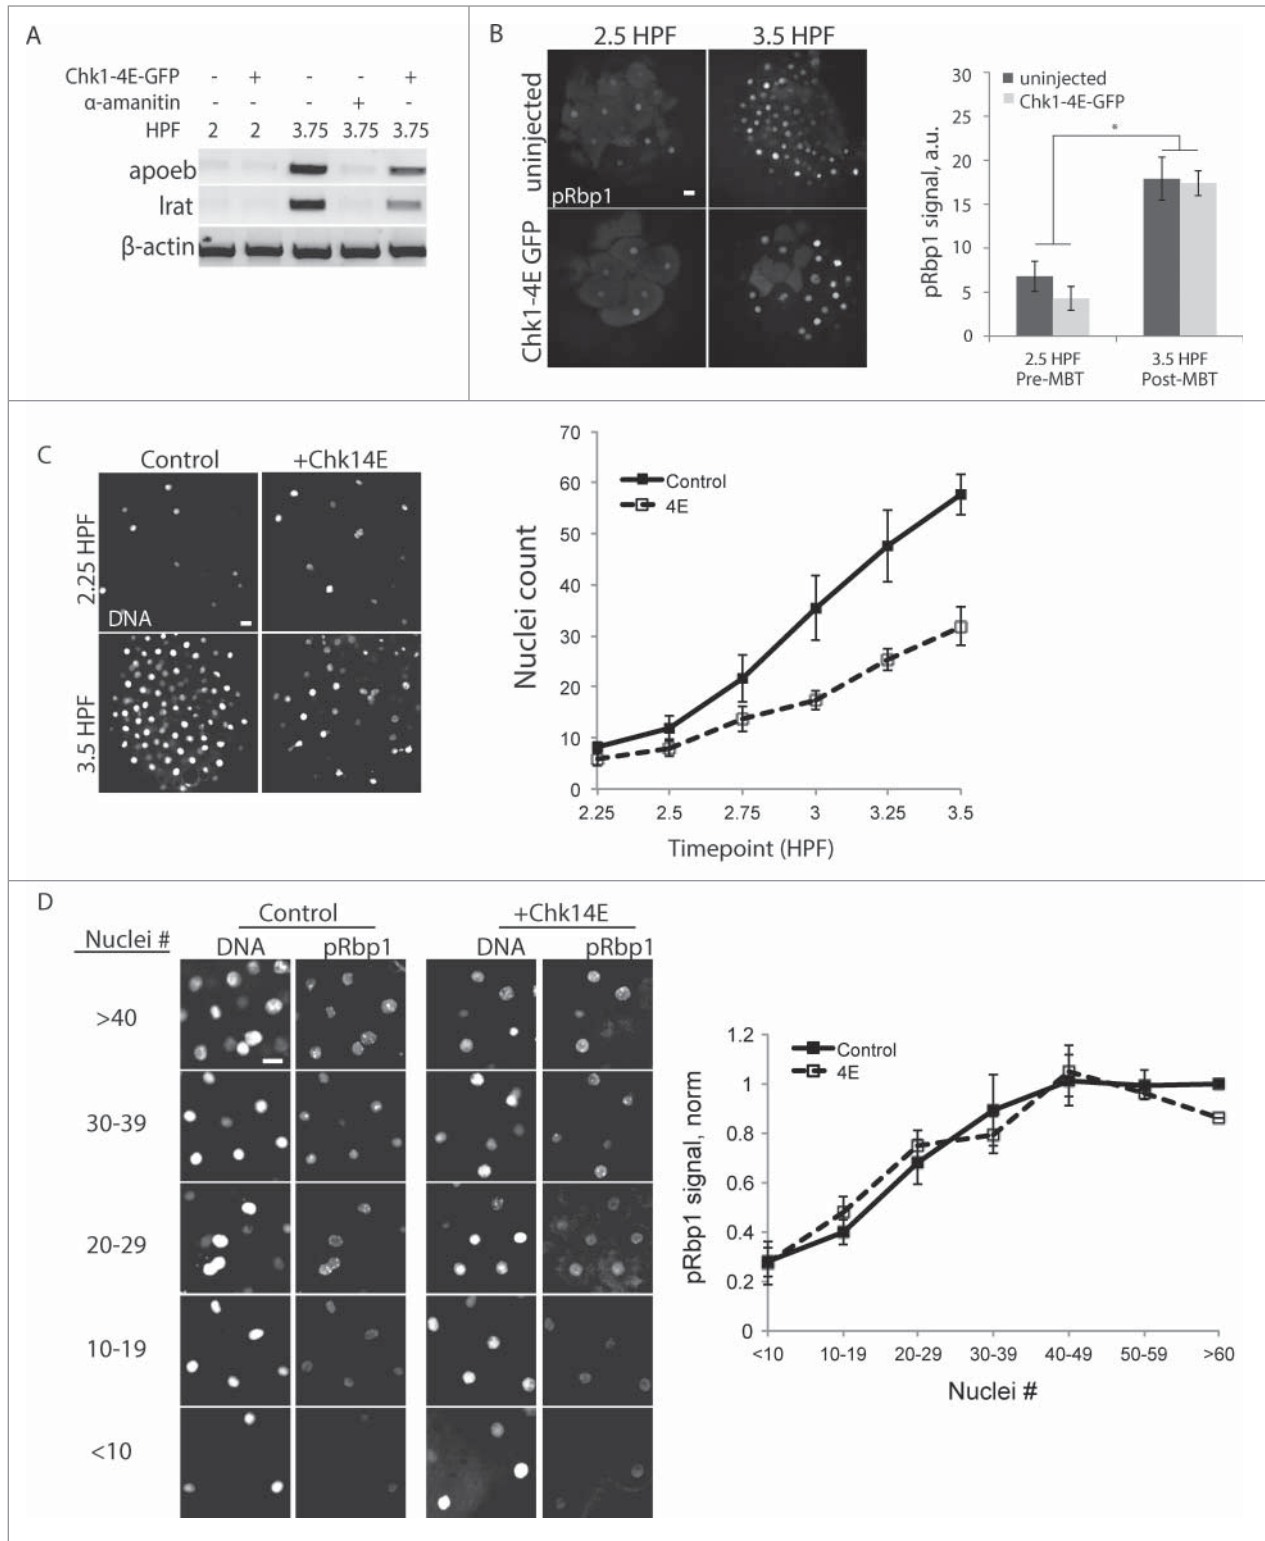 A
Chk1-4E-GFP - + - - +
α-amanitin - - - + -
HPF 2 2 3.75 3.75 3.75
apoeb
lrat
β-actin
B
2.5 HPF 3.5 HPF
uninjected
pRbp1
Chk1-4E GFP
30
25
20
15
10
5
0
pRbp1 signal, a.u.
uninjected
Chk1-4E-GFP
*
2.5 HPF 3.5 HPF
Pre-MBT Post-MBT
C
Control +Chk14E
2.25 HPF
DNA
3.5 HPF
70
60
50
40
30
20
10
0
Nuclei count
Control
4E
2.25 2.5 2.75 3 3.25 3.5
Timepoint (HPF)
D
Control +Chk14E
Nuclei # DNA pRbp1 DNA pRbp1
>40
30-39
20-29
10-19
<10
1.2
1
0.8
0.6
0.4
0.2
0
pRbp1 signal, norm
Control
4E
<10 10-19 20-29 30-39 40-49 50-59 >60
Nuclei #